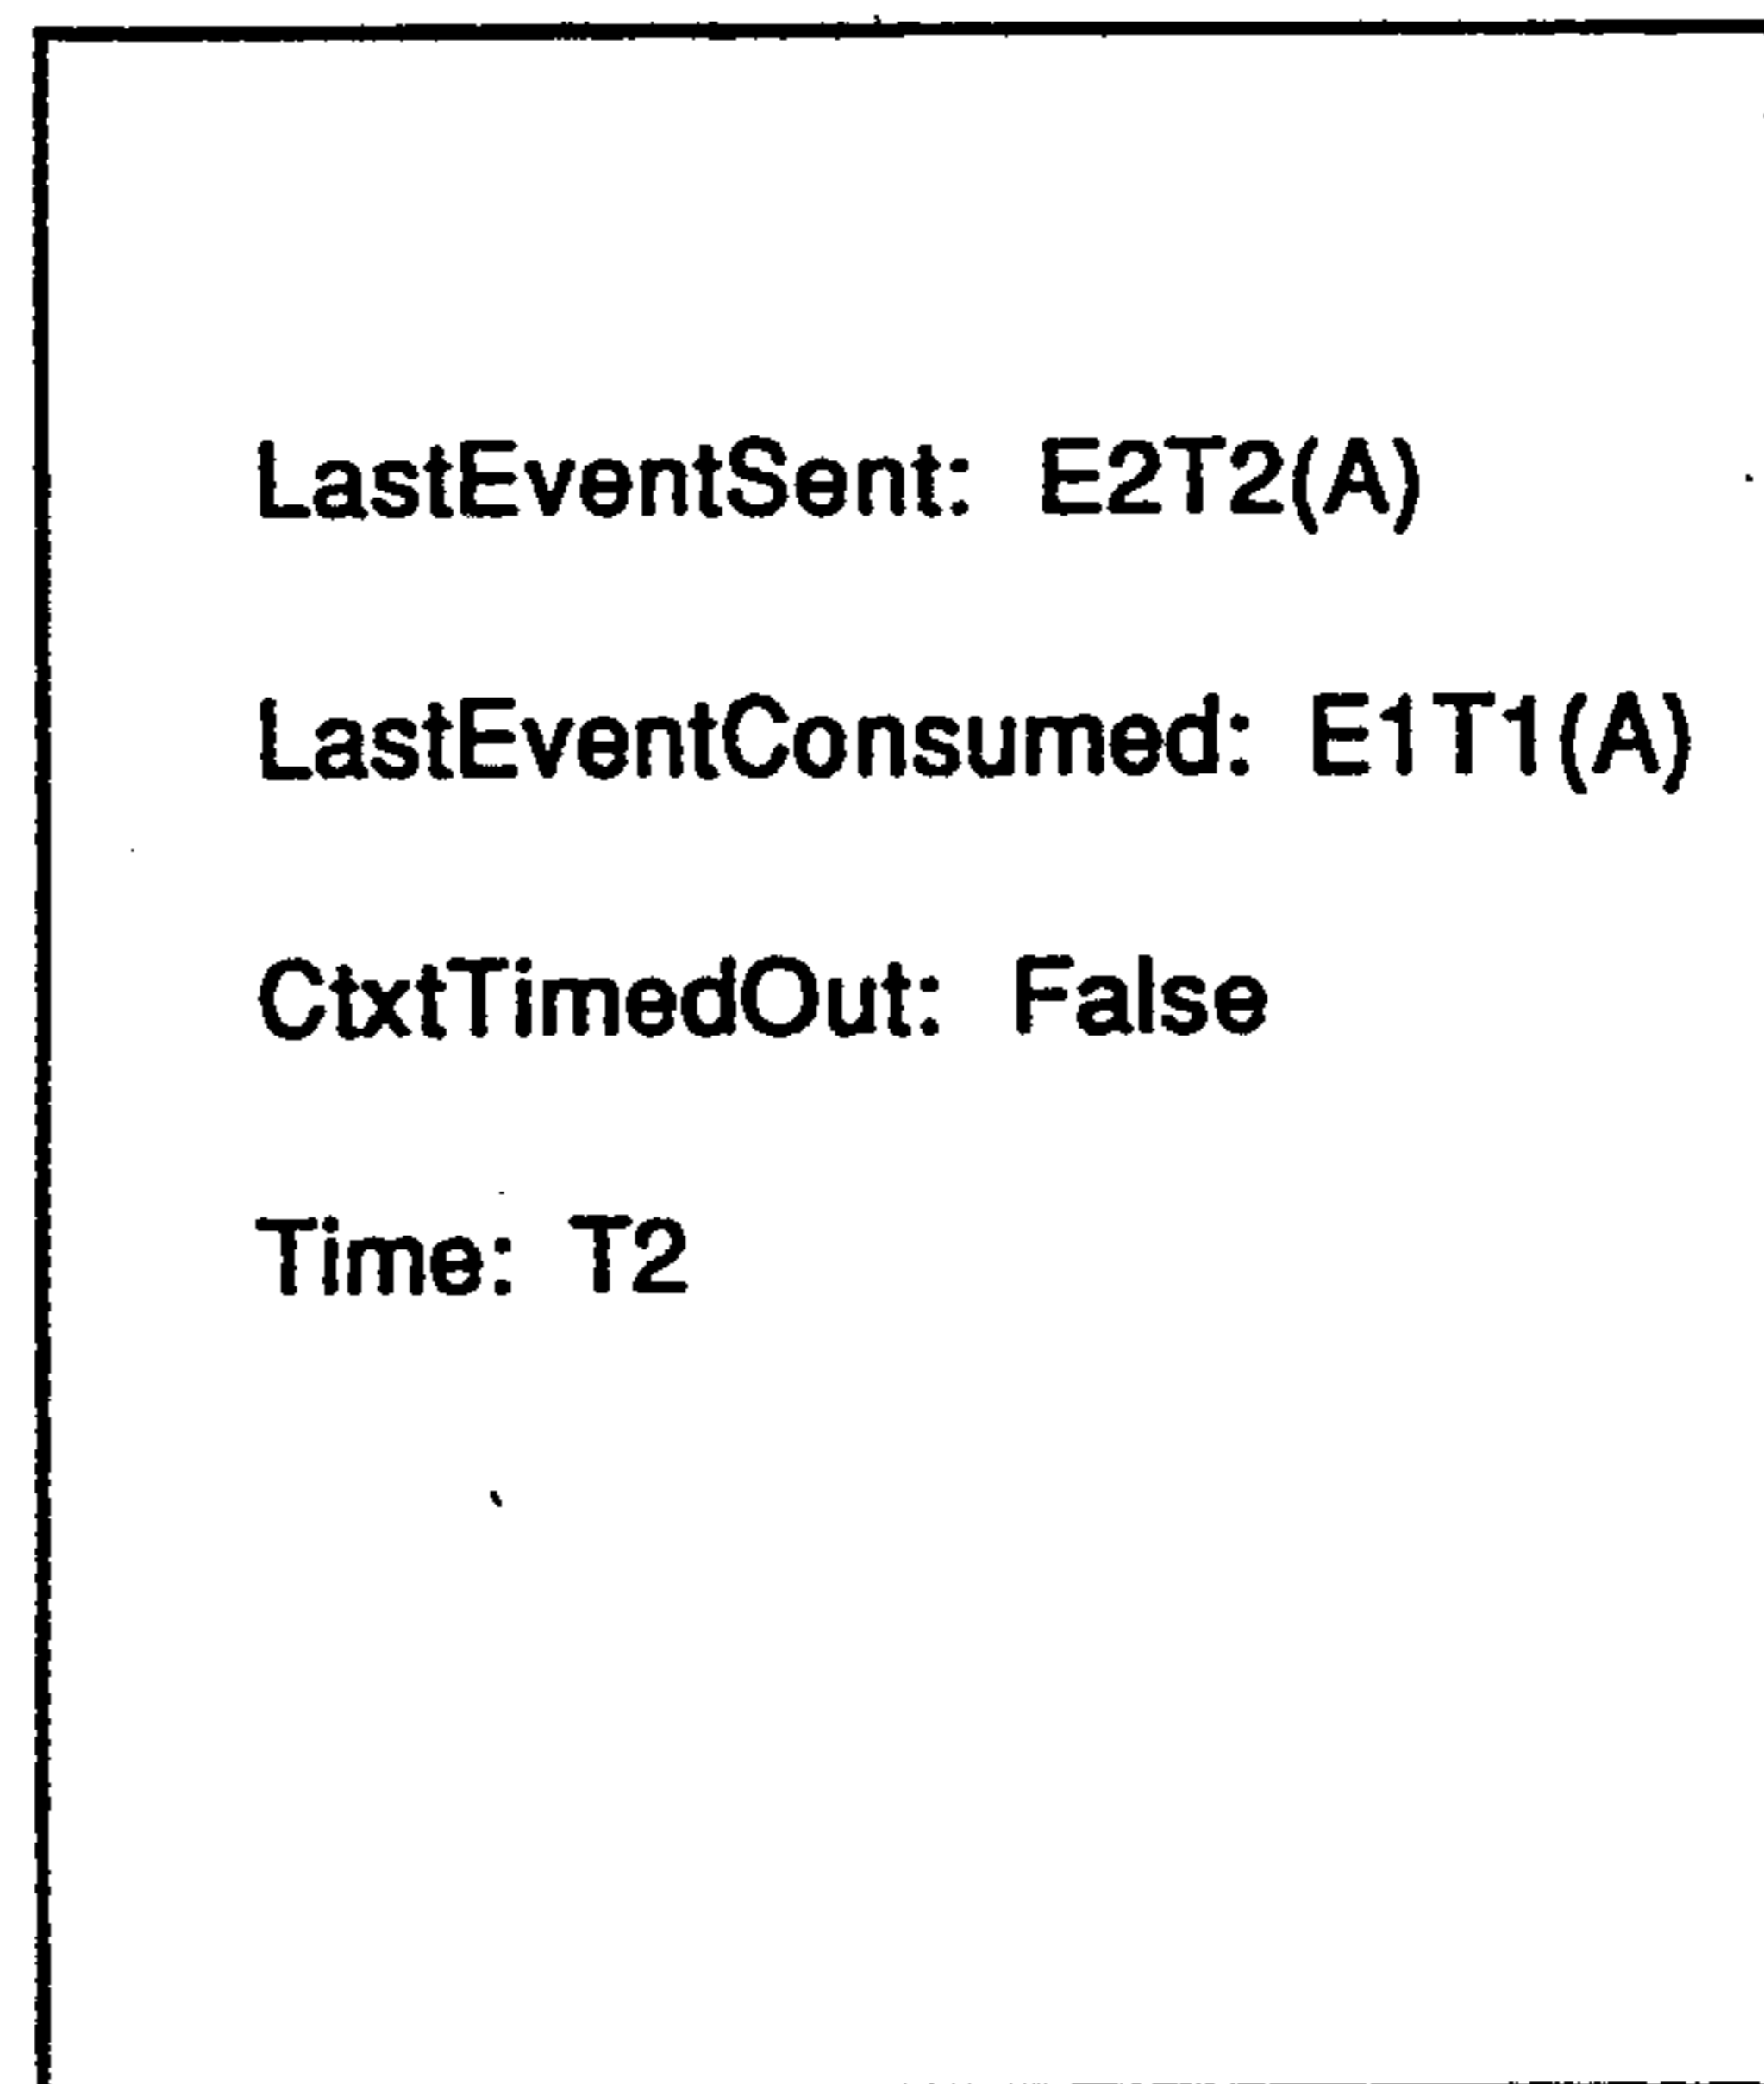 LastEventSent: E2T2(A)
LastEventConsumed: E1T1(A)
CtxtTimedOut: False
Time: T2